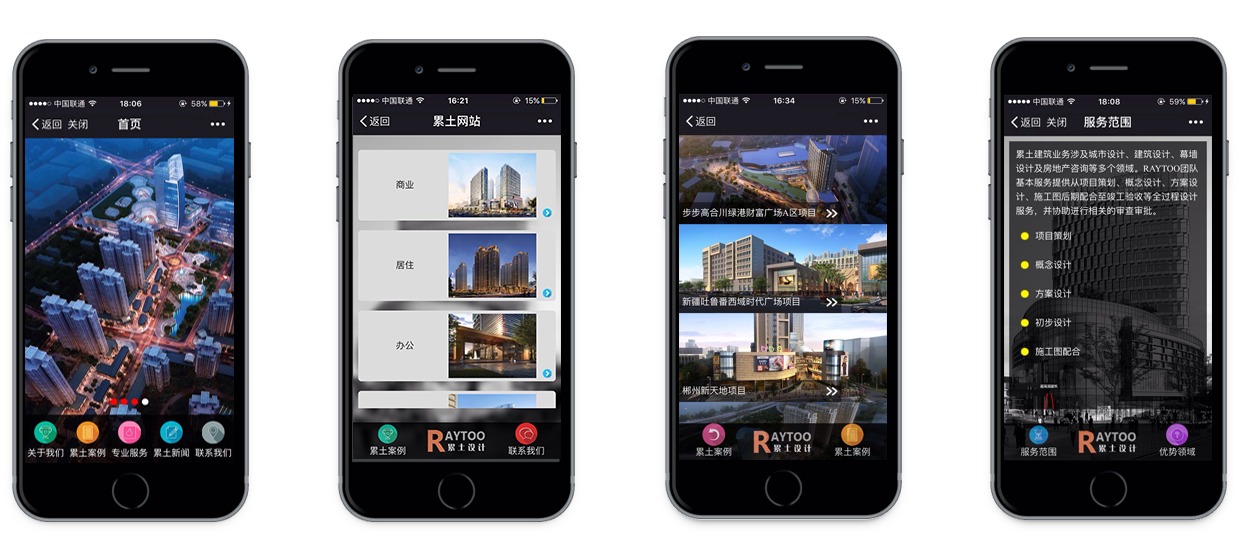 中国联通 18:06 58%
返回 关闭 首页
关于我们 累土案例 专业服务 累土新闻 联系我们
中国联通 16:21 15%
返回 累土网站
商业
居住
办公
累土案例 RAYTOO 累土设计 联系我们
中国联通 16:34 15%
返回
步步高合川绿港财富广场A区项目
新疆吐鲁番西域时代广场项目
郴州新天地项目
累土案例 RAYTOO 累土设计 累土案例
中国联通 18:08 59%
返回 关闭 服务范围
累土建筑业务涉及城市设计、建筑设计、幕墙
设计及房地产咨询等多个领域。RAYTOO团队
基本服务提供从项目策划、概念设计、方案设
计、施工图后期配合至竣工验收等全过程设计
服务，并协助进行相关的审查审批。
项目策划
概念设计
方案设计
初步设计
施工图配合
服务范围 RAYTOO 累土设计 优势领域